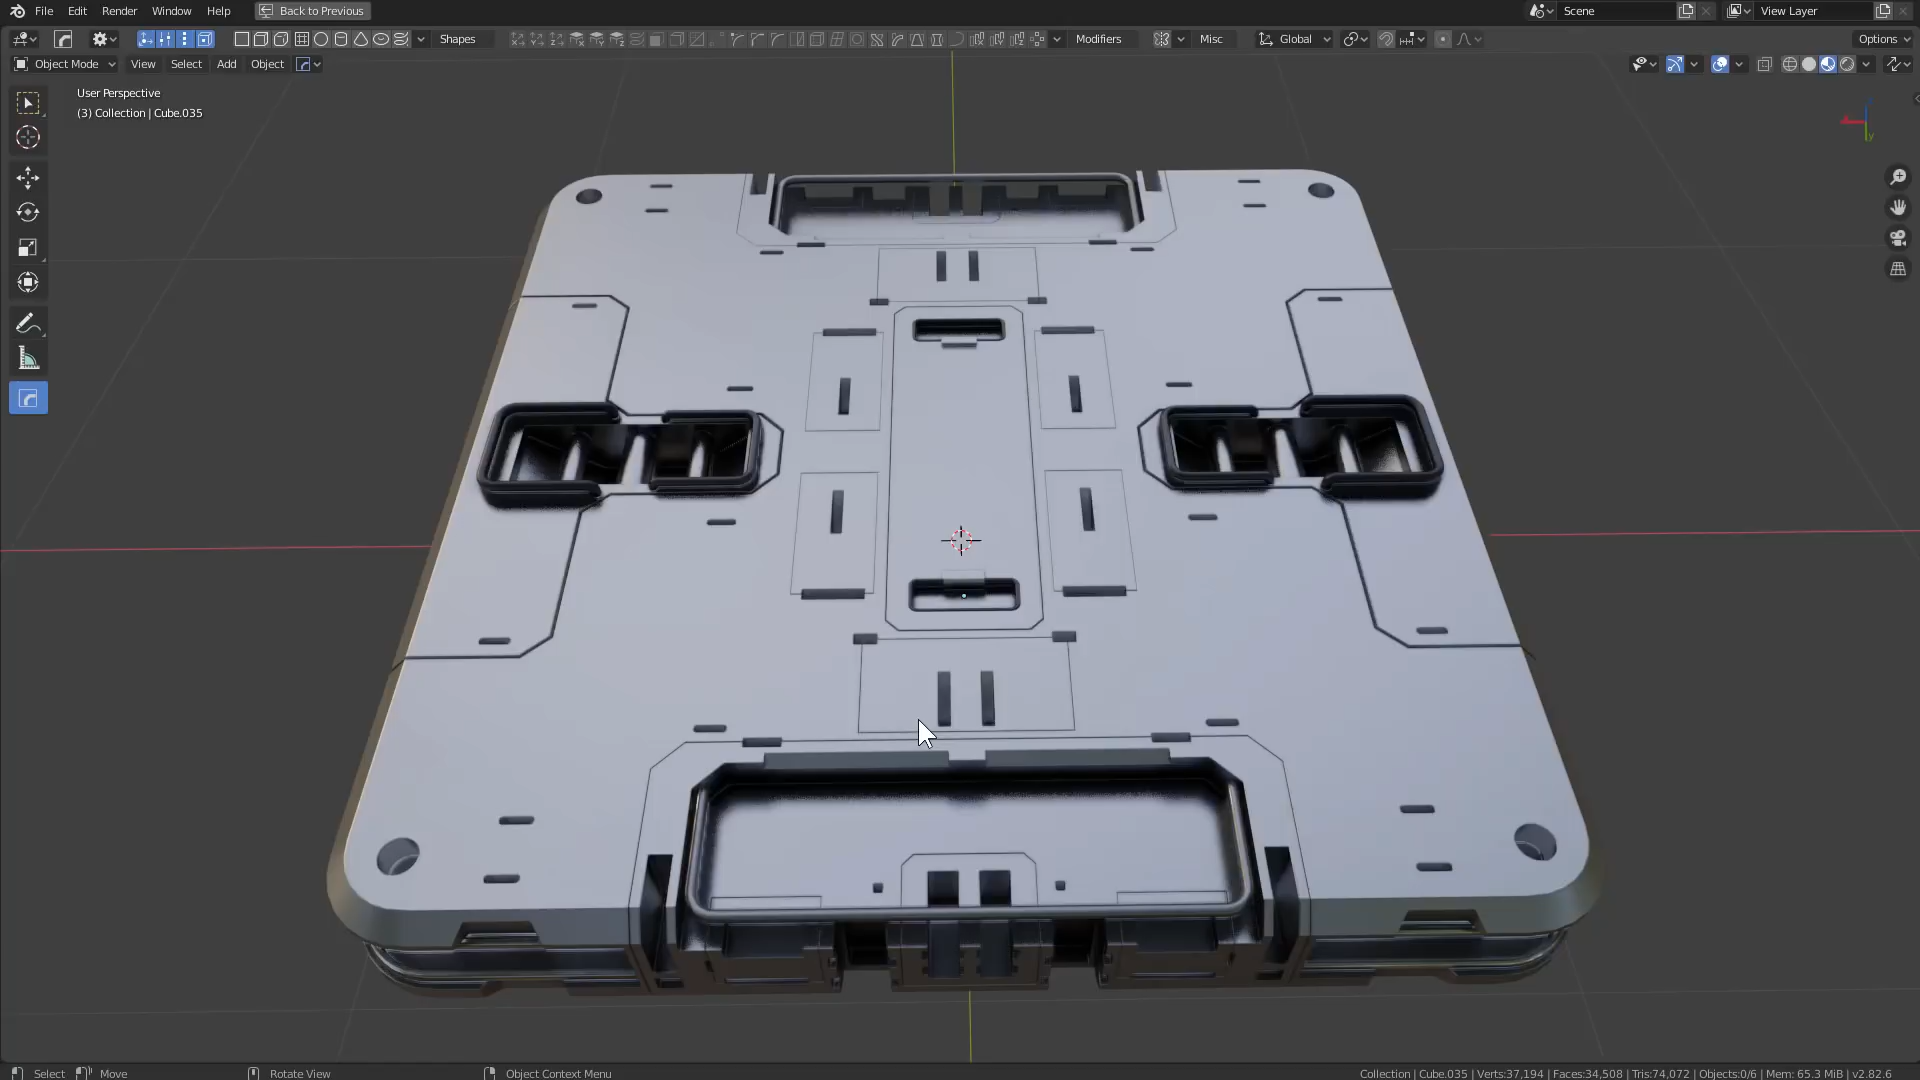 File Edit Render Window Help Back to Previous Scene View Layer
Shapes Modifiers Misc Global Options
Object Mode View Select Add Object
User Perspective
(3) Collection | Cube.035
y
Select Move Rotate View Object Context Menu Collection | Cube.035 | Verts:37,194 | Faces:34,508 | Tris:74,072 | Objects:0/6 | Mem: 65.3 MiB | v2.82.6